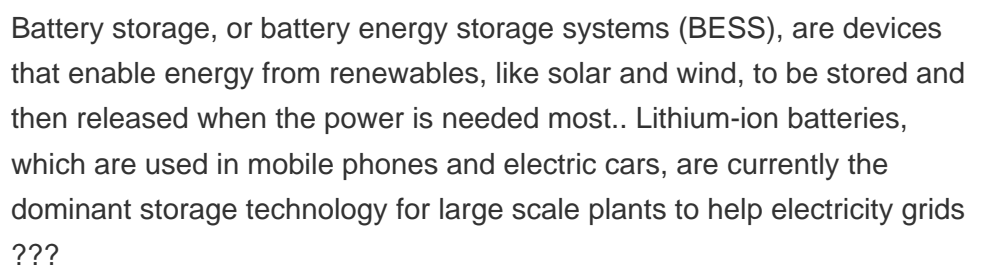 Battery storage, or battery energy storage systems (BESS), are devices
that enable energy from renewables, like solar and wind, to be stored and
then released when the power is needed most.. Lithium-ion batteries,
which are used in mobile phones and electric cars, are currently the
dominant storage technology for large scale plants to help electricity grids
???